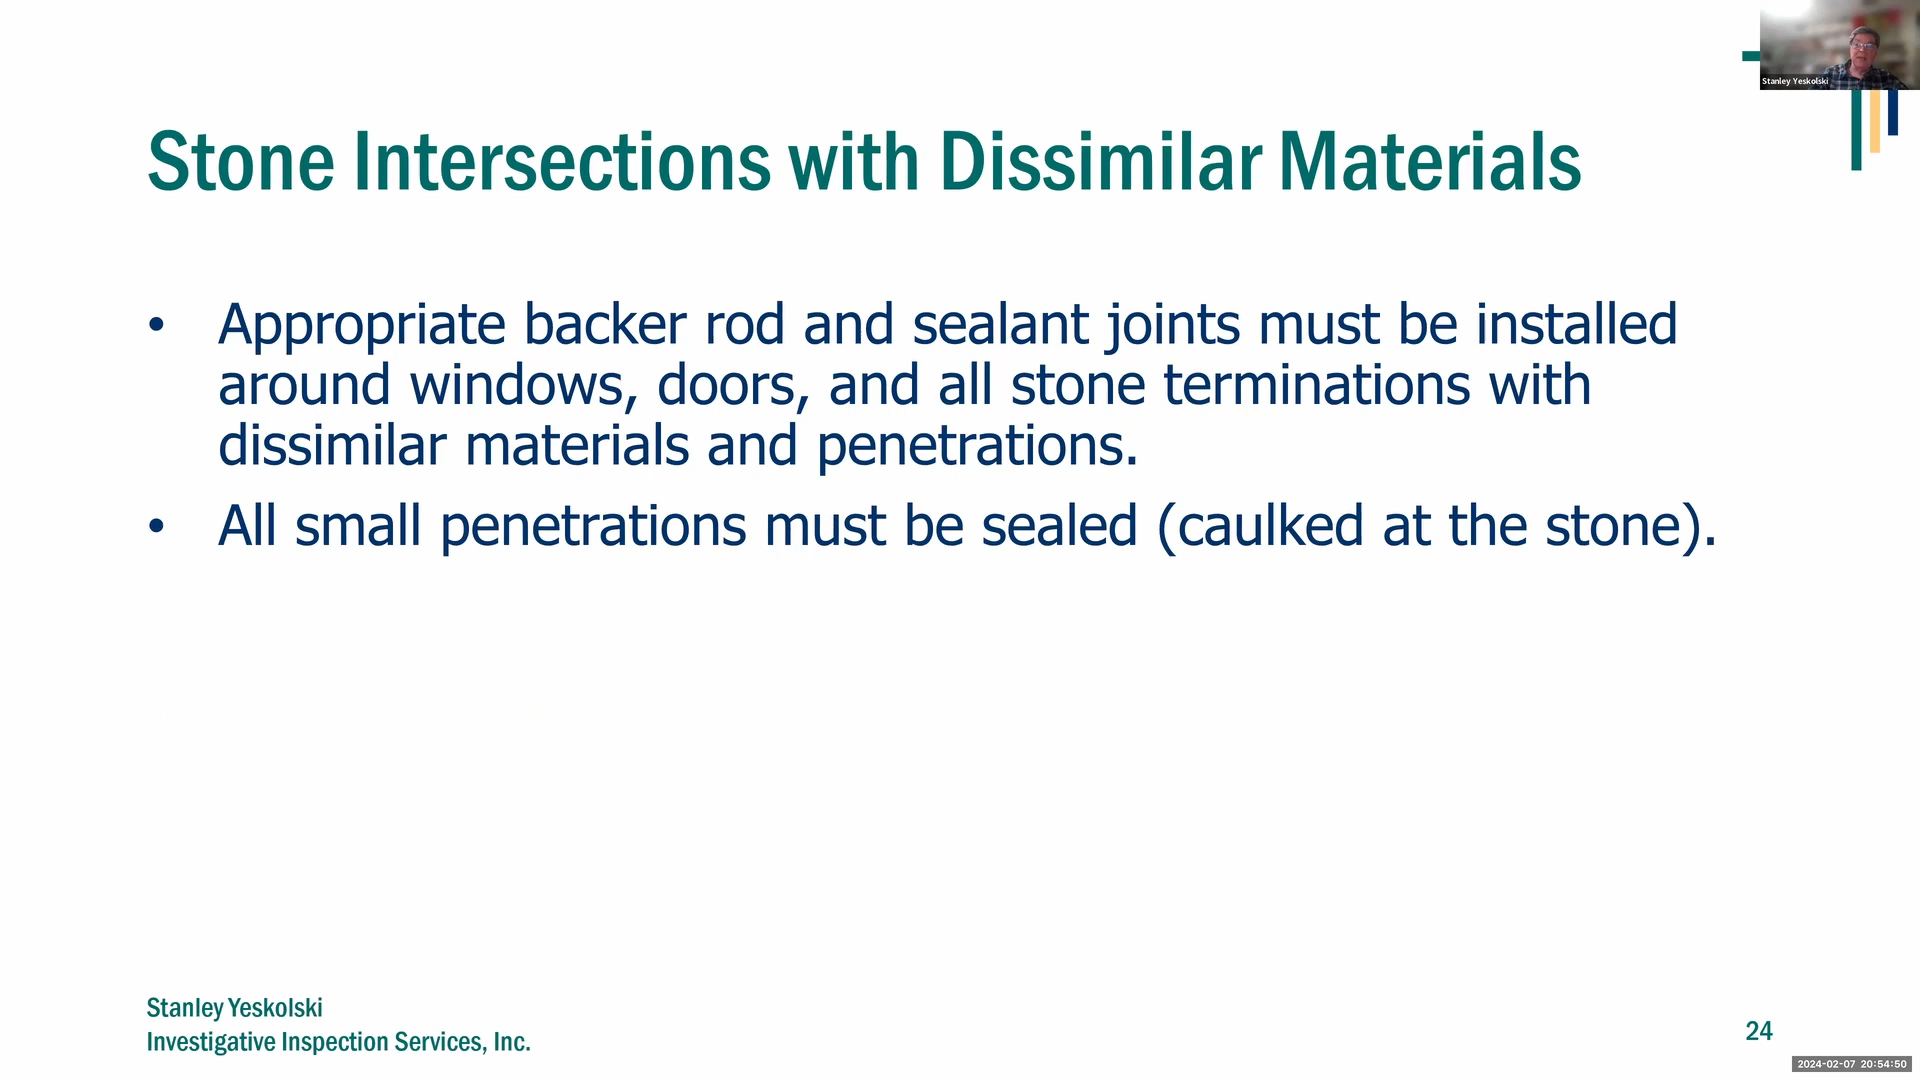 Stanley Yeskolski
Stone Intersections with Dissimilar Materials
• Appropriate backer rod and sealant joints must be installed
around windows, doors, and all stone terminations with
dissimilar materials and penetrations.
• All small penetrations must be sealed (caulked at the stone).
Stanley Yeskolski
Investigative Inspection Services, Inc.
24
2024-02-07 20:54:50